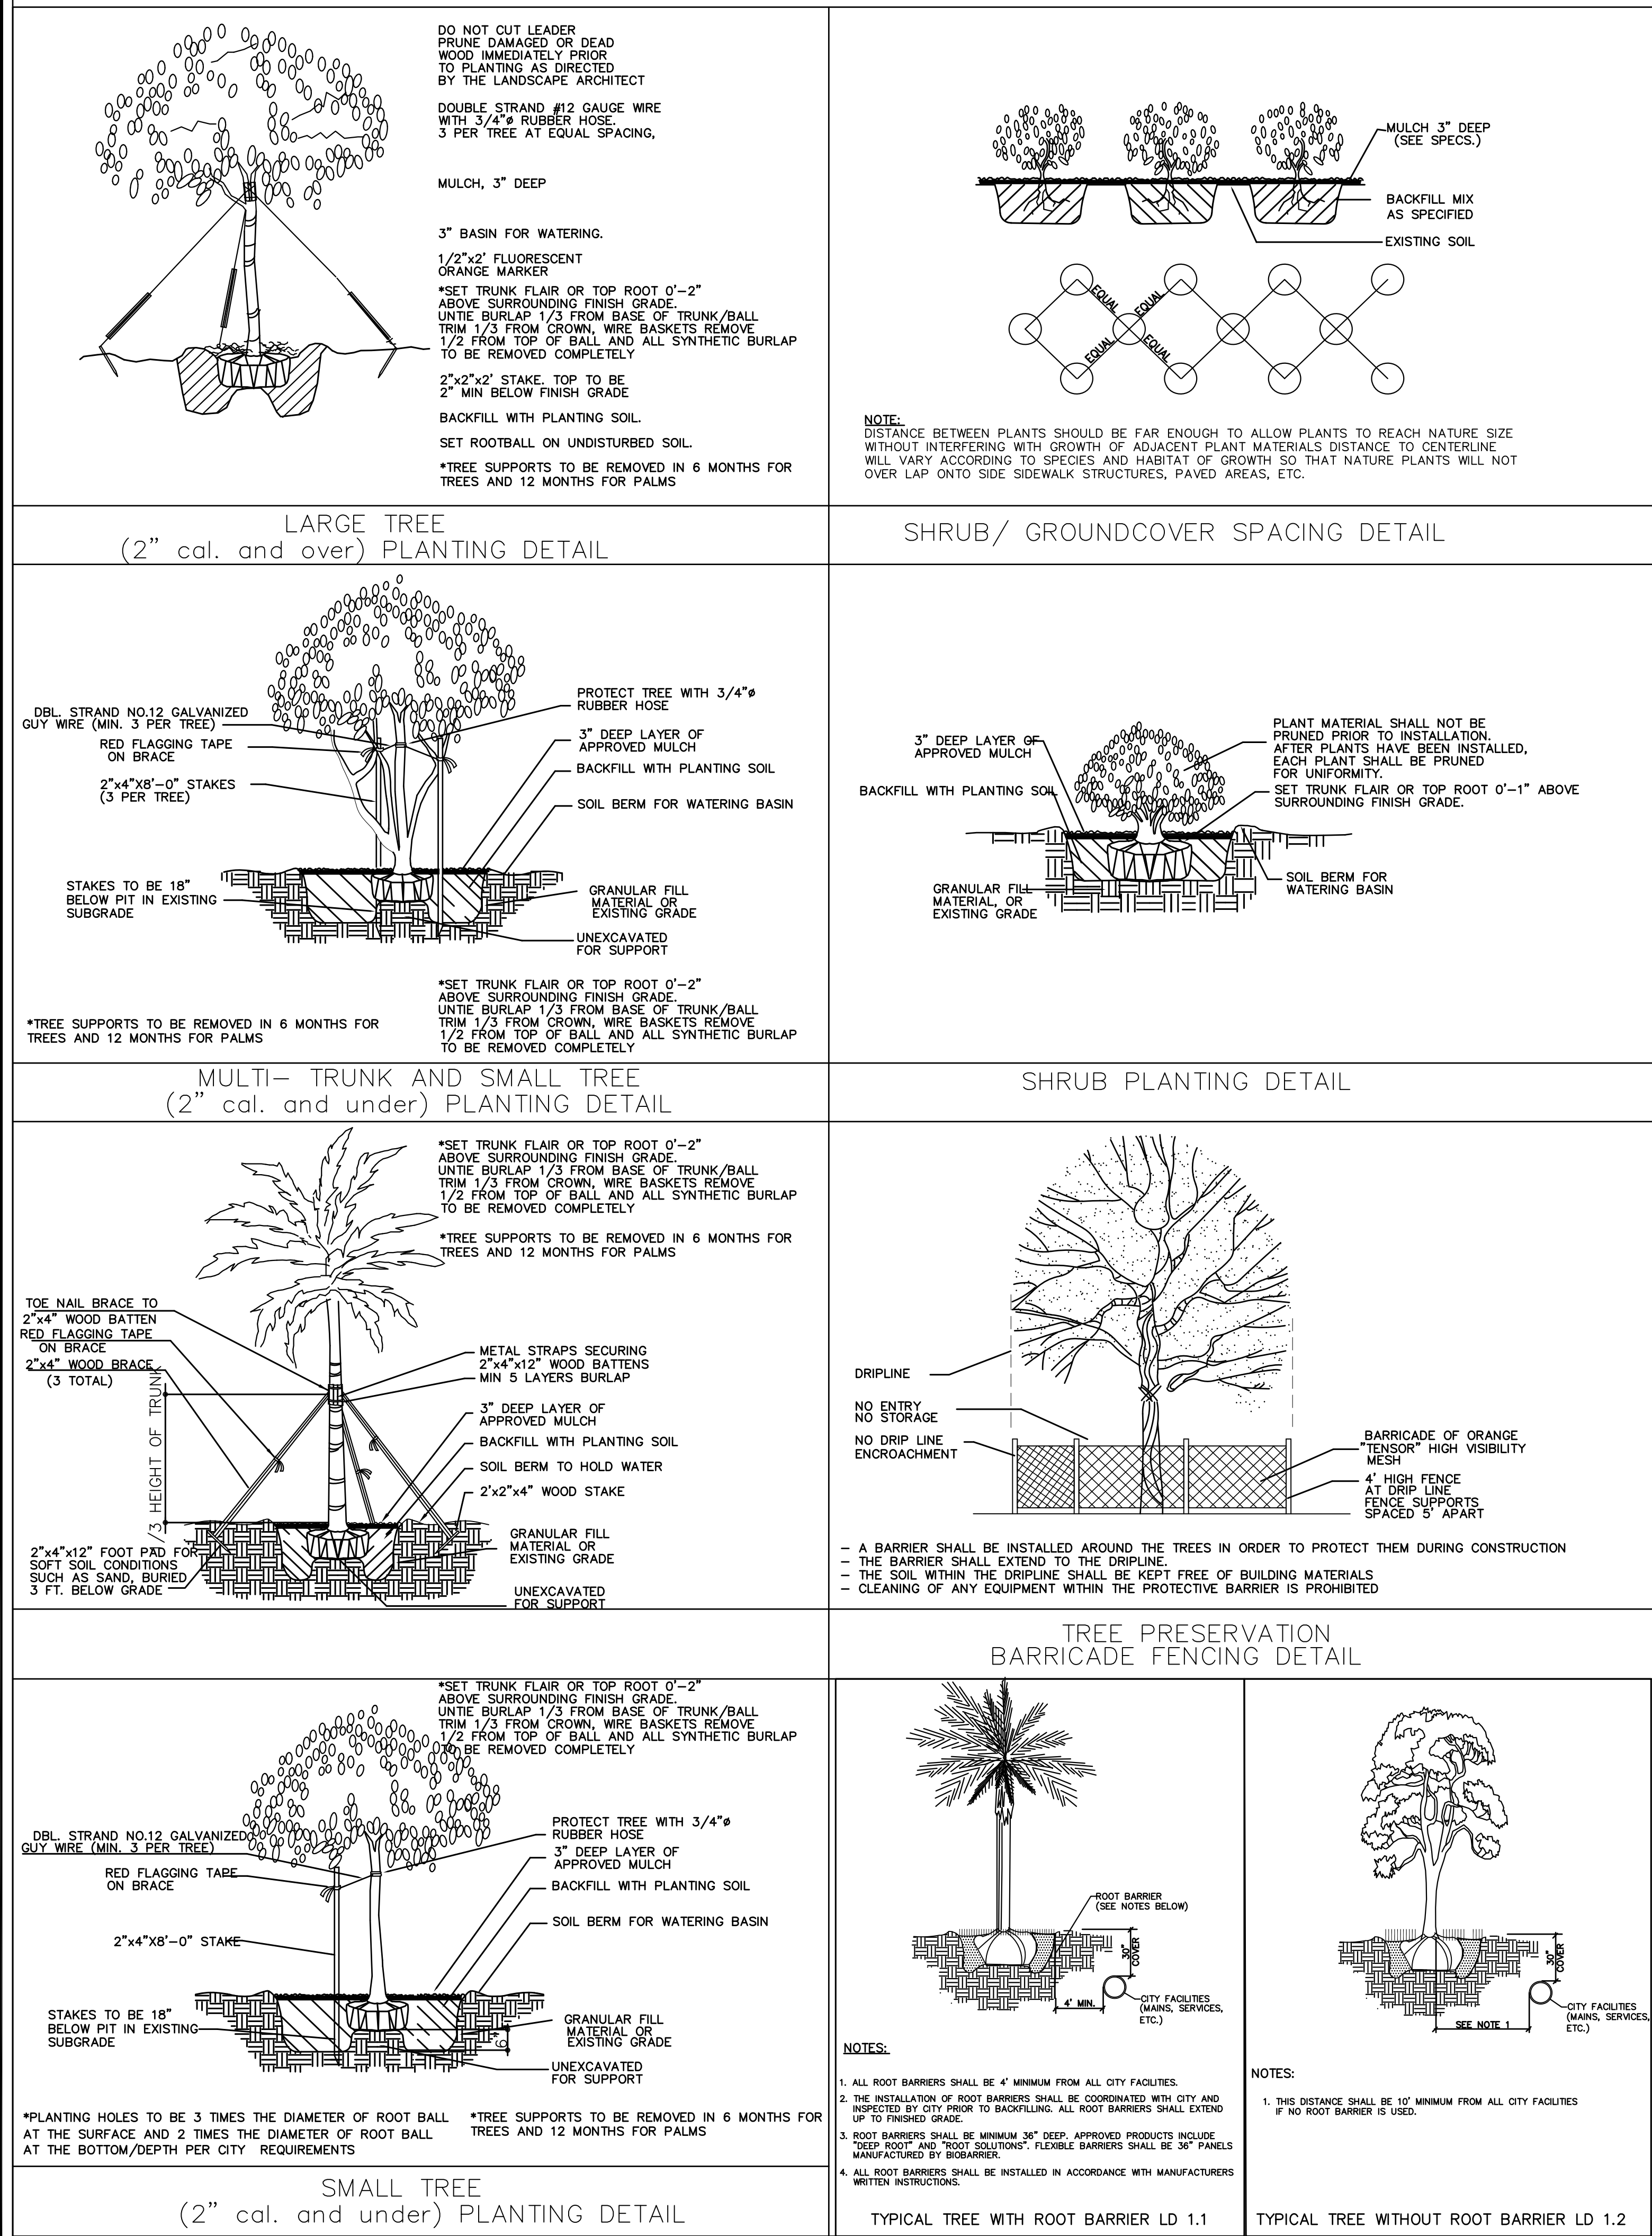 DO NOT CUT LEADER
PRUNE DAMAGED OR DEAD
WOOD IMMEDIATELY PRIOR
TO PLANTING AS DIRECTED
BY THE LANDSCAPE ARCHITECT
DOUBLE STRAND #12 GAUGE WIRE
WITH 3/4"ø RUBBER HOSE.
3 PER TREE AT EQUAL SPACING,
MULCH, 3" DEEP
3" BASIN FOR WATERING.
1/2"x2' FLUORESCENT
ORANGE MARKER
*SET TRUNK FLAIR OR TOP ROOT 0'-2"
ABOVE SURROUNDING FINISH GRADE.
UNTIE BURLAP 1/3 FROM BASE OF TRUNK/BALL
TRIM 1/3 FROM CROWN, WIRE BASKETS REMOVE
1/2 FROM TOP OF BALL AND ALL SYNTHETIC BURLAP
TO BE REMOVED COMPLETELY
2"x2"x2' STAKE. TOP TO BE
2" MIN BELOW FINISH GRADE
BACKFILL WITH PLANTING SOIL.
SET ROOTBALL ON UNDISTURBED SOIL.
*TREE SUPPORTS TO BE REMOVED IN 6 MONTHS FOR
TREES AND 12 MONTHS FOR PALMS
LARGE TREE
(2" cal. and over) PLANTING DETAIL
MULCH 3" DEEP
(SEE SPECS.)
BACKFILL MIX
AS SPECIFIED
EXISTING SOIL
EQUAL
EQUAL
EQUAL
EQUAL
NOTE:
DISTANCE BETWEEN PLANTS SHOULD BE FAR ENOUGH TO ALLOW PLANTS TO REACH NATURE SIZE
WITHOUT INTERFERING WITH GROWTH OF ADJACENT PLANT MATERIALS DISTANCE TO CENTERLINE
WILL VARY ACCORDING TO SPECIES AND HABITAT OF GROWTH SO THAT NATURE PLANTS WILL NOT
OVER LAP ONTO SIDE SIDEWALK STRUCTURES, PAVED AREAS, ETC.
SHRUB/ GROUNDCOVER SPACING DETAIL
DBL. STRAND NO.12 GALVANIZED
GUY WIRE (MIN. 3 PER TREE)
RED FLAGGING TAPE
ON BRACE
2"x4"X8'-0" STAKES
(3 PER TREE)
STAKES TO BE 18"
BELOW PIT IN EXISTING
SUBGRADE
PROTECT TREE WITH 3/4"ø
RUBBER HOSE
3" DEEP LAYER OF
APPROVED MULCH
BACKFILL WITH PLANTING SOIL
SOIL BERM FOR WATERING BASIN
GRANULAR FILL
MATERIAL OR
EXISTING GRADE
UNEXCAVATED
FOR SUPPORT
*TREE SUPPORTS TO BE REMOVED IN 6 MONTHS FOR
TREES AND 12 MONTHS FOR PALMS
*SET TRUNK FLAIR OR TOP ROOT 0'-2"
ABOVE SURROUNDING FINISH GRADE.
UNTIE BURLAP 1/3 FROM BASE OF TRUNK/BALL
TRIM 1/3 FROM CROWN, WIRE BASKETS REMOVE
1/2 FROM TOP OF BALL AND ALL SYNTHETIC BURLAP
TO BE REMOVED COMPLETELY
MULTI- TRUNK AND SMALL TREE
(2" cal. and under) PLANTING DETAIL
3" DEEP LAYER OF
APPROVED MULCH
BACKFILL WITH PLANTING SOIL
GRANULAR FILL
MATERIAL, OR
EXISTING GRADE
PLANT MATERIAL SHALL NOT BE
PRUNED PRIOR TO INSTALLATION.
AFTER PLANTS HAVE BEEN INSTALLED,
EACH PLANT SHALL BE PRUNED
FOR UNIFORMITY.
SET TRUNK FLAIR OR TOP ROOT 0'-1" ABOVE
SURROUNDING FINISH GRADE.
SOIL BERM FOR
WATERING BASIN
SHRUB PLANTING DETAIL
*SET TRUNK FLAIR OR TOP ROOT 0'-2"
ABOVE SURROUNDING FINISH GRADE.
UNTIE BURLAP 1/3 FROM BASE OF TRUNK/BALL
TRIM 1/3 FROM CROWN, WIRE BASKETS REMOVE
1/2 FROM TOP OF BALL AND ALL SYNTHETIC BURLAP
TO BE REMOVED COMPLETELY
*TREE SUPPORTS TO BE REMOVED IN 6 MONTHS FOR
TREES AND 12 MONTHS FOR PALMS
TOE NAIL BRACE TO
2"x4" WOOD BATTEN
RED FLAGGING TAPE
ON BRACE
2"x4" WOOD BRACE
(3 TOTAL)
/3 HEIGHT OF TRUNK
2"x4"x12" FOOT PAD FOR
SOFT SOIL CONDITIONS
SUCH AS SAND, BURIED
3 FT. BELOW GRADE
METAL STRAPS SECURING
2"x4"x12" WOOD BATTENS
MIN 5 LAYERS BURLAP
3" DEEP LAYER OF
APPROVED MULCH
BACKFILL WITH PLANTING SOIL
SOIL BERM TO HOLD WATER
2'x2"x4" WOOD STAKE
GRANULAR FILL
MATERIAL OR
EXISTING GRADE
UNEXCAVATED
FOR SUPPORT
DRIPLINE
NO ENTRY
NO STORAGE
NO DRIP LINE
ENCROACHMENT
BARRICADE OF ORANGE
"TENSOR" HIGH VISIBILITY
MESH
4' HIGH FENCE
AT DRIP LINE
FENCE SUPPORTS
SPACED 5' APART
- A BARRIER SHALL BE INSTALLED AROUND THE TREES IN ORDER TO PROTECT THEM DURING CONSTRUCTION
- THE BARRIER SHALL EXTEND TO THE DRIPLINE.
- THE SOIL WITHIN THE DRIPLINE SHALL BE KEPT FREE OF BUILDING MATERIALS
- CLEANING OF ANY EQUIPMENT WITHIN THE PROTECTIVE BARRIER IS PROHIBITED
TREE PRESERVATION
BARRICADE FENCING DETAIL
*SET TRUNK FLAIR OR TOP ROOT 0'-2"
ABOVE SURROUNDING FINISH GRADE.
UNTIE BURLAP 1/3 FROM BASE OF TRUNK/BALL
TRIM 1/3 FROM CROWN, WIRE BASKETS REMOVE
1/2 FROM TOP OF BALL AND ALL SYNTHETIC BURLAP
TO BE REMOVED COMPLETELY
DBL. STRAND NO.12 GALVANIZED
GUY WIRE (MIN. 3 PER TREE)
RED FLAGGING TAPE
ON BRACE
2"x4"X8'-0" STAKE
STAKES TO BE 18"
BELOW PIT IN EXISTING
SUBGRADE
PROTECT TREE WITH 3/4"ø
RUBBER HOSE
3" DEEP LAYER OF
APPROVED MULCH
BACKFILL WITH PLANTING SOIL
SOIL BERM FOR WATERING BASIN
GRANULAR FILL
MATERIAL OR
EXISTING GRADE
6"
UNEXCAVATED
FOR SUPPORT
*PLANTING HOLES TO BE 3 TIMES THE DIAMETER OF ROOT BALL
AT THE SURFACE AND 2 TIMES THE DIAMETER OF ROOT BALL
AT THE BOTTOM/DEPTH PER CITY REQUIREMENTS
*TREE SUPPORTS TO BE REMOVED IN 6 MONTHS FOR
TREES AND 12 MONTHS FOR PALMS
SMALL TREE
(2" cal. and under) PLANTING DETAIL
ROOT BARRIER
(SEE NOTES BELOW)
30"
COVER
4' MIN.
CITY FACILITIES
(MAINS, SERVICES,
ETC.)
NOTES:
1. ALL ROOT BARRIERS SHALL BE 4' MINIMUM FROM ALL CITY FACILITIES.
2. THE INSTALLATION OF ROOT BARRIERS SHALL BE COORDINATED WITH CITY AND
INSPECTED BY CITY PRIOR TO BACKFILLING. ALL ROOT BARRIERS SHALL EXTEND
UP TO FINISHED GRADE.
3. ROOT BARRIERS SHALL BE MINIMUM 36" DEEP. APPROVED PRODUCTS INCLUDE
"DEEP ROOT" AND "ROOT SOLUTIONS". FLEXIBLE BARRIERS SHALL BE 36" PANELS
MANUFACTURED BY BIOBARRIER.
4. ALL ROOT BARRIERS SHALL BE INSTALLED IN ACCORDANCE WITH MANUFACTURERS
WRITTEN INSTRUCTIONS.
TYPICAL TREE WITH ROOT BARRIER LD 1.1
30"
COVER
SEE NOTE 1
CITY FACILITIES
(MAINS, SERVICES,
ETC.)
NOTES:
1. THIS DISTANCE SHALL BE 10' MINIMUM FROM ALL CITY FACILITIES
IF NO ROOT BARRIER IS USED.
TYPICAL TREE WITHOUT ROOT BARRIER LD 1.2